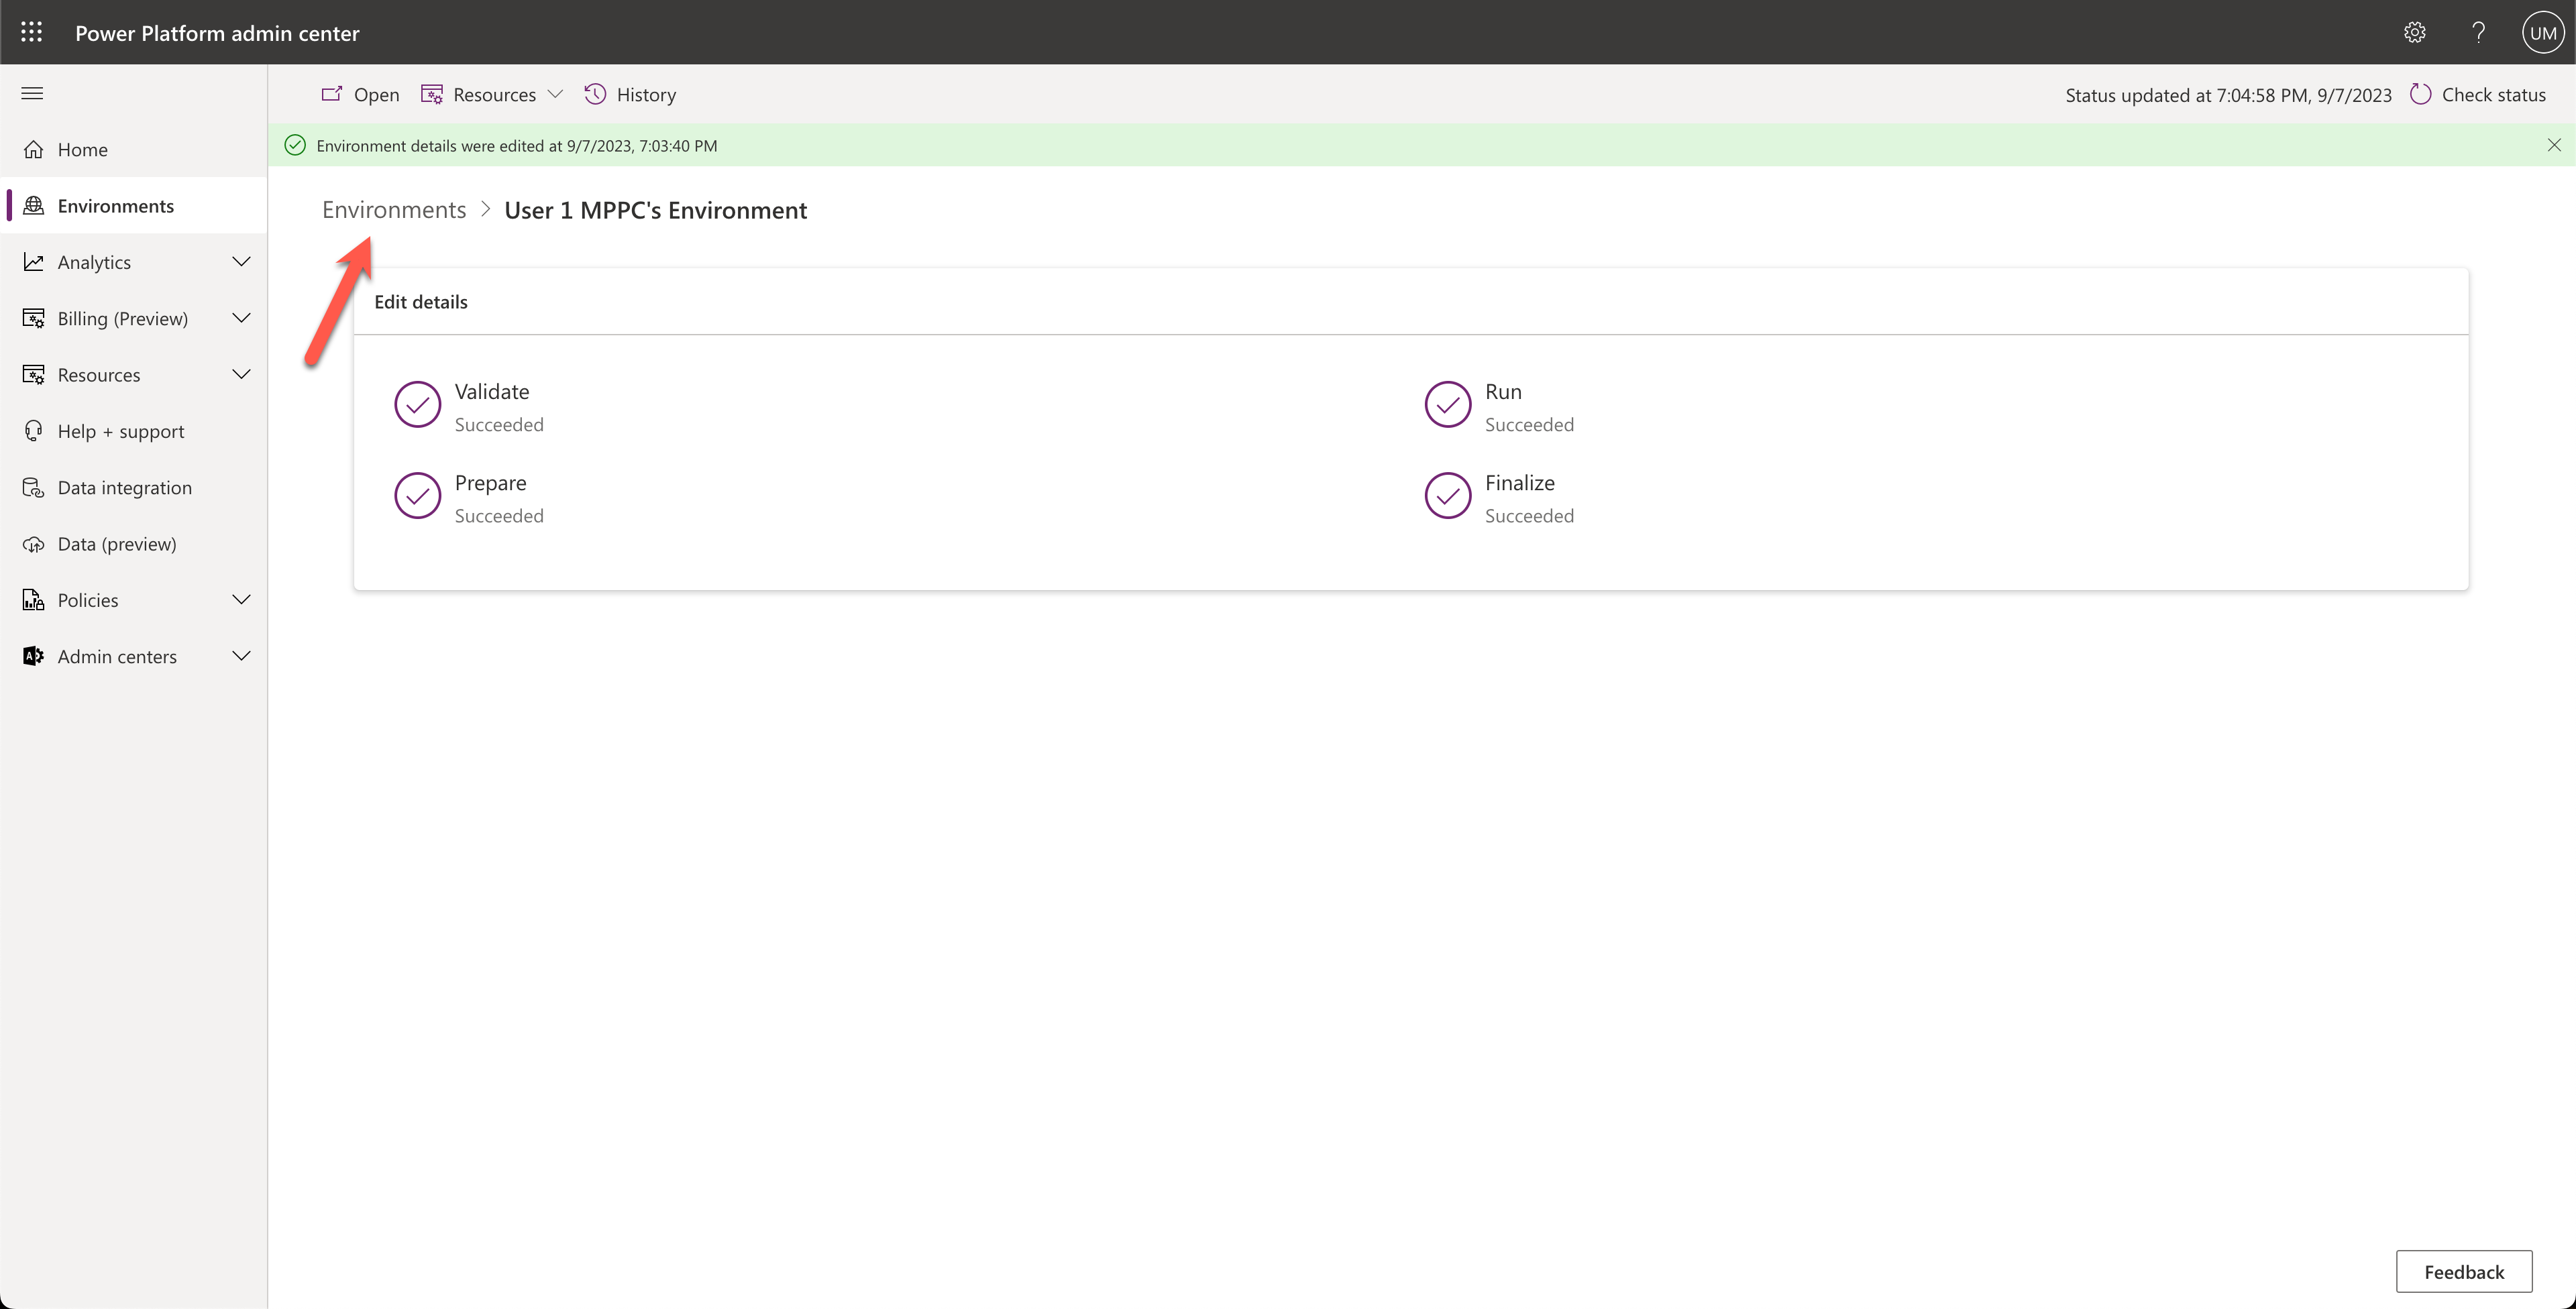 Power Platform admin center
UM
Open
Resources
History
Status updated at 7:04:58 PM, 9/7/2023
Check status
Environment details were edited at 9/7/2023, 7:03:40 PM
Home
Environments
Analytics
Billing (Preview)
Resources
Help + support
Data integration
Data (preview)
Policies
Admin centers
Environments > User 1 MPPC's Environment
Edit details
Validate
Succeeded
Run
Succeeded
Prepare
Succeeded
Finalize
Succeeded
Feedback